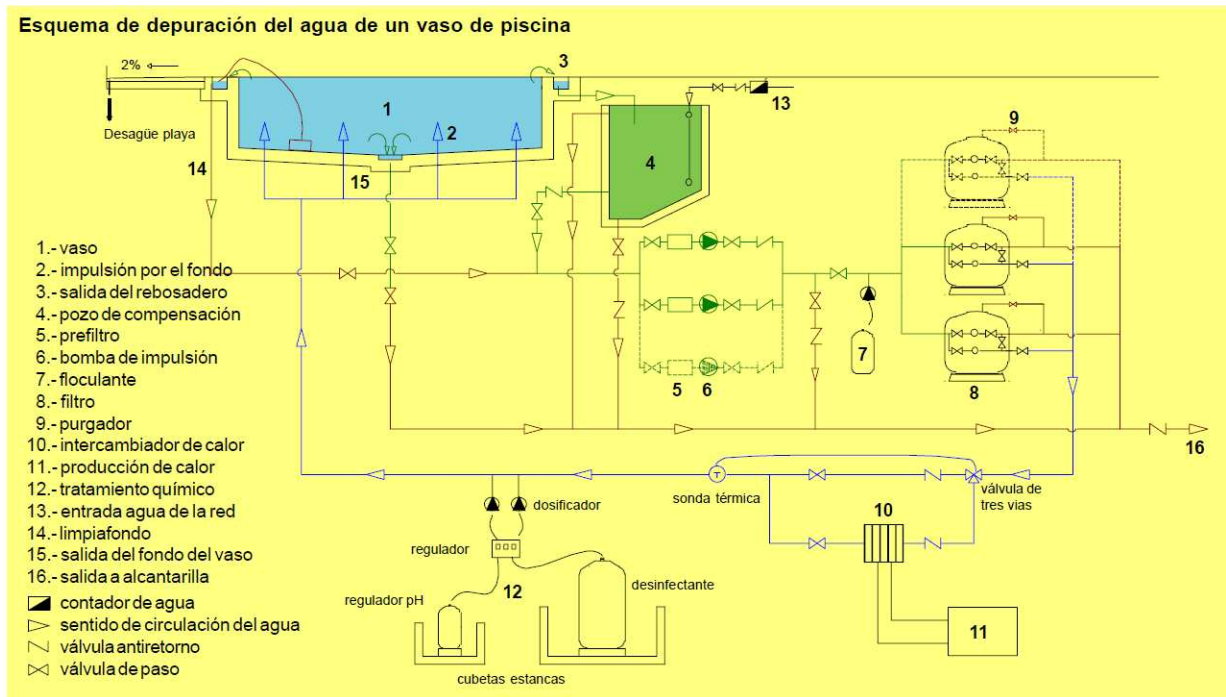 Esquema de depuración del agua de un vaso de piscina
2%
3
1
13
Desagüe playa
2
9
14
4
15
1.- vaso
2.- impulsión por el fondo
3.- salida del rebosadero
4.- pozo de compensación
5.- prefiltro
6.- bomba de impulsión
7.- floculante
8.- filtro
9.- purgador
10.- intercambiador de calor
11.- producción de calor
12.- tratamiento químico
13.- entrada agua de la red
14.- limpiafondo
15.- salida del fondo del vaso
16.- salida a alcantarilla
contador de agua
sentido de circulación del agua
válvula antiretorno
válvula de paso
7
5
6
8
16
T
sonda térmica
válvula de
tres vias
dosificador
10
regulador
12
regulador pH
desinfectante
11
cubetas estancas